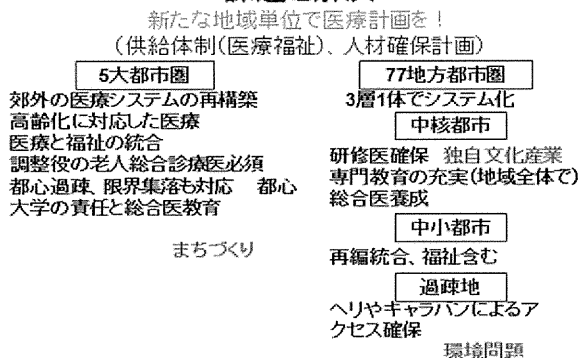 新たな地域単位で医療計画を!
(供給体制(医療福祉)、人材確保計画)
5大都市圏
郊外の医療システムの再構築
高齢化に対応した医療
医療と福祉の統合
調整役の老人総合診療医必須
都心過疎、限界集落も対応 都心
大学の責任と総合医教育
まちづくり
77地方都市圏
3層1体でシステム化
中核都市
研修医確保 独自文化産業
専門教育の充実(地域全体で)
総合医養成
中小都市
再編統合、福祉含む
過疎地
ヘリやキャラバンによるア
クセス確保
環境問題